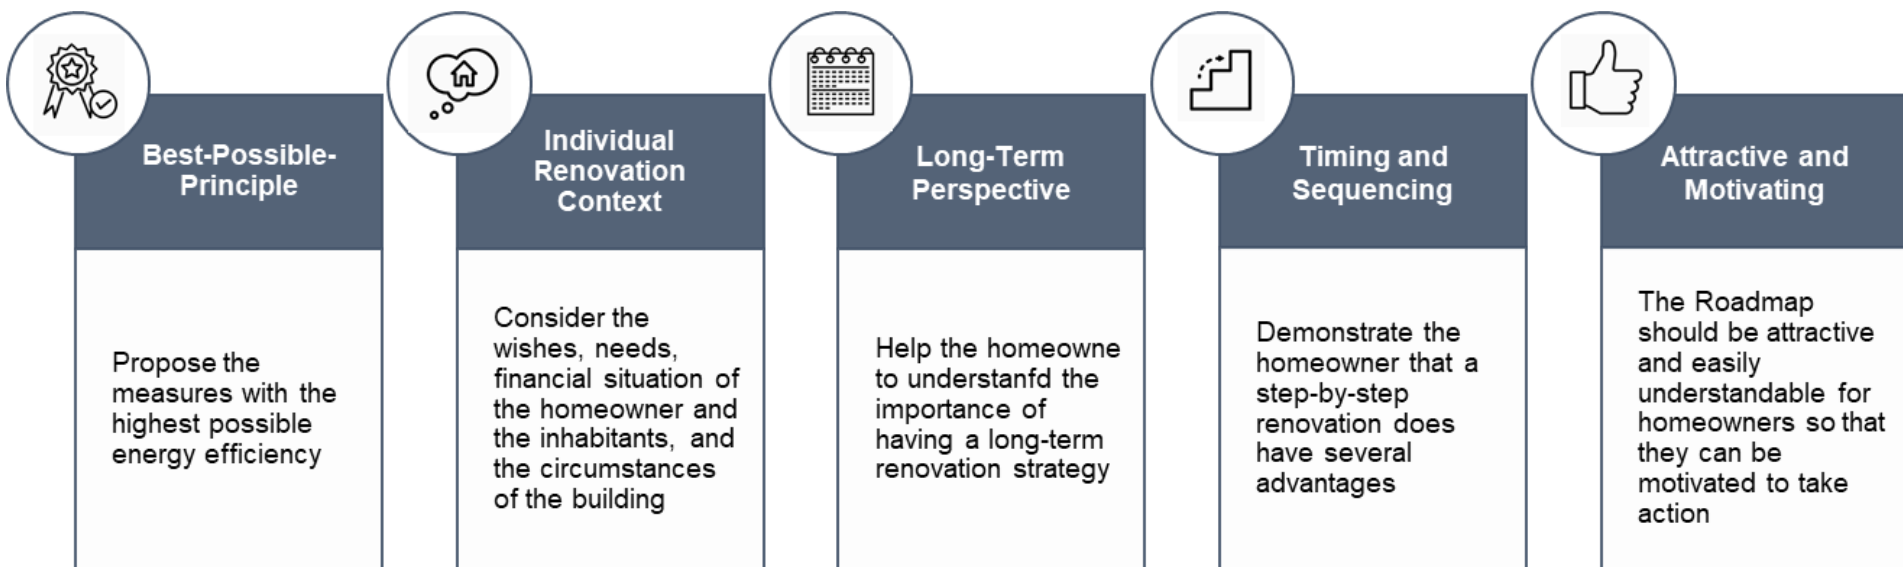 Best-Possible-
Principle
Propose the
measures with the
highest possible
energy efficiency
Individual
Renovation
Context
Consider the
wishes, needs,
financial situation of
the homeowner and
the inhabitants, and
the circumstances
of the building
Long-Term
Perspective
Help the homeowne
to understanfd the
importance of
having a long-term
renovation strategy
Timing and
Sequencing
Demonstrate the
homeowner that a
step-by-step
renovation does
have several
advantages
Attractive and
Motivating
The Roadmap
should be attractive
and easily
understandable for
homeowners so that
they can be
motivated to take
action